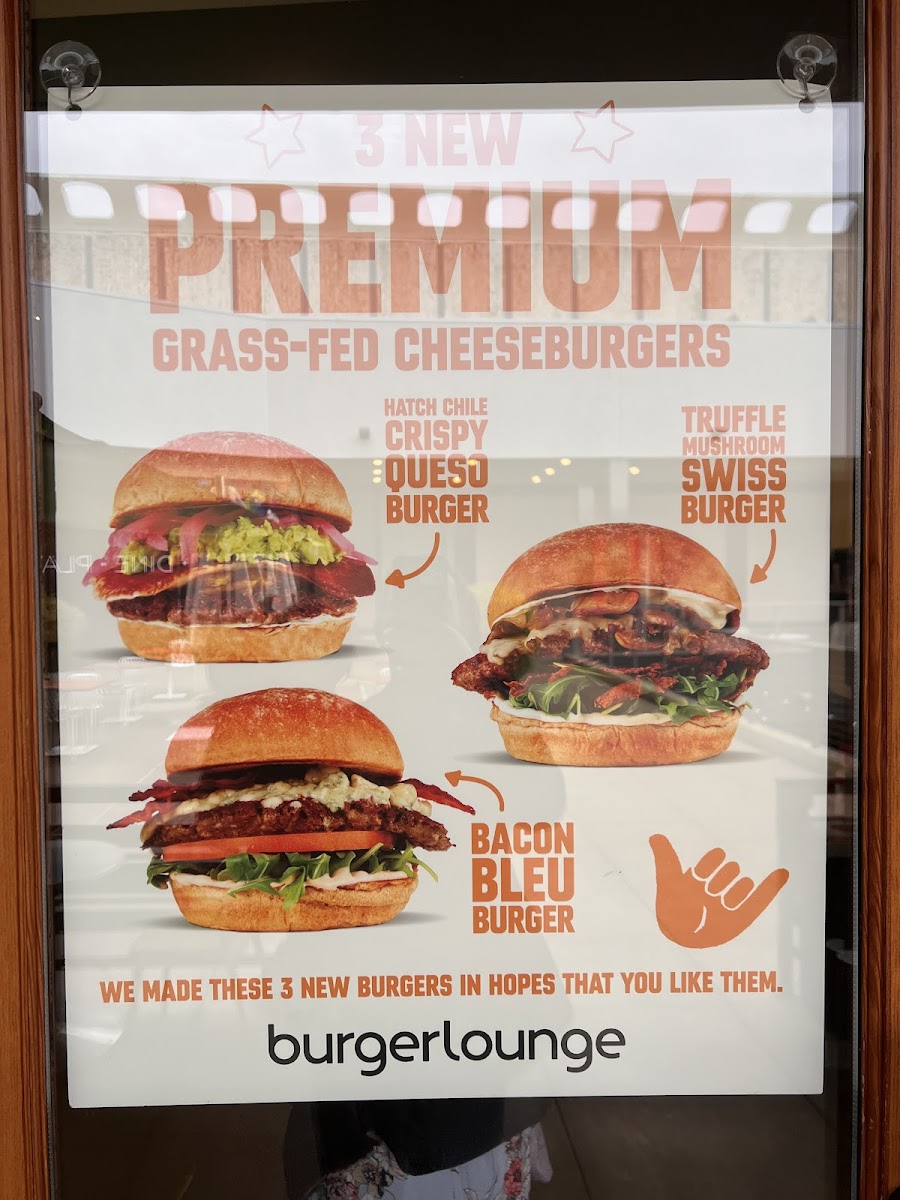 3 NEW
PREMIUM
GRASS-FED CHEESEBURGERS
HATCH CHILE
CRISPY
QUESO
BURGER
TRUFFLE
MUSHROOM
SWISS
BURGER
BACON
BLEU
BURGER
WE MADE THESE 3 NEW BURGERS IN HOPES THAT YOU LIKE THEM.
burgerlounge